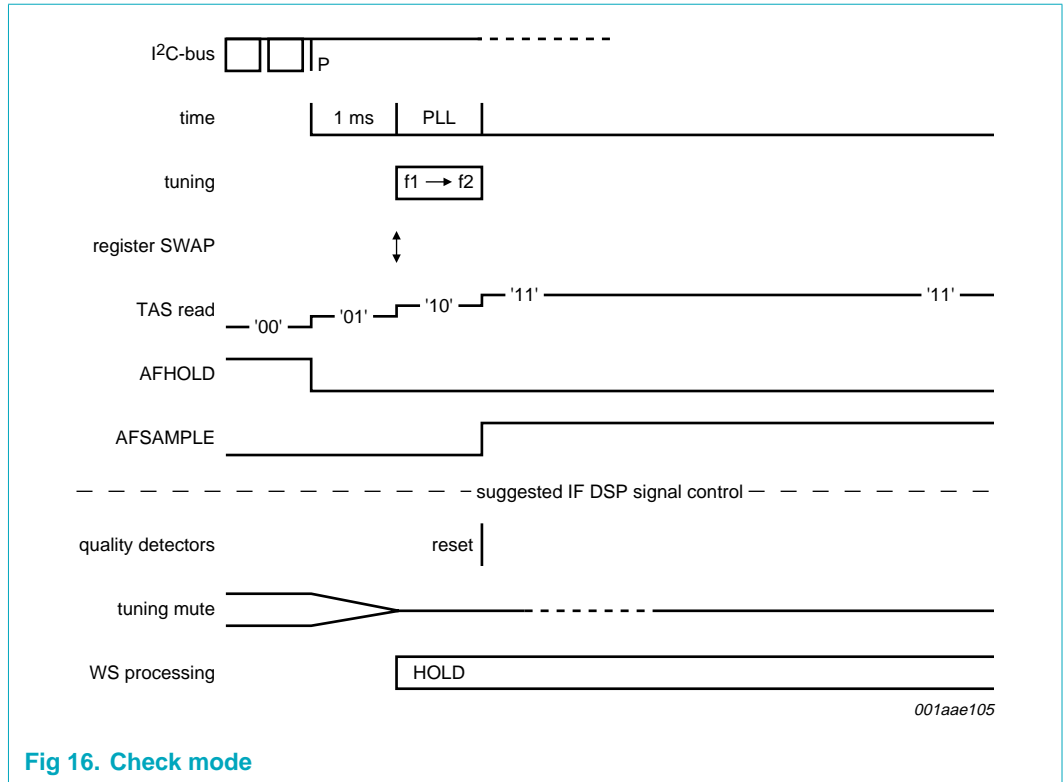 I2C-bus
P
time 1 ms PLL
tuning f1 → f2
register SWAP
TAS read '00' '01' '10' '11' '11'
AFHOLD
AFSAMPLE
suggested IF DSP signal control
quality detectors reset
tuning mute
WS processing HOLD
001aae105
Fig 16. Check mode